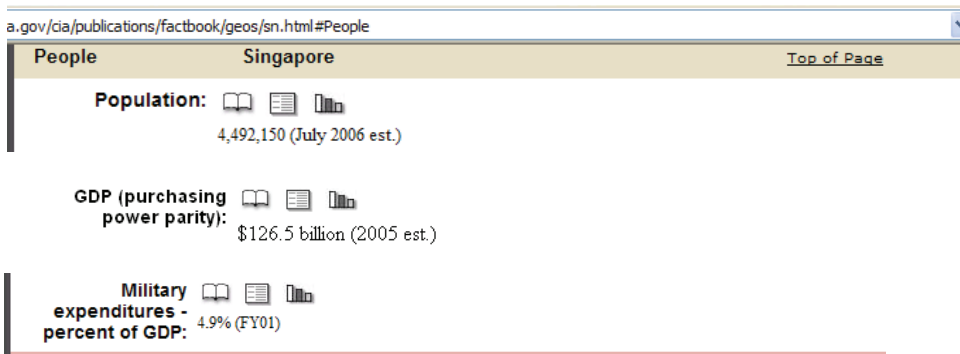 a.gov/cia/publications/factbook/geos/sn.html#People
People Singapore Top of Page
Population:
4,492,150 (July 2006 est.)
GDP (purchasing
power parity):
$126.5 billion (2005 est.)
Military
expenditures -
percent of GDP:
4.9% (FY01)